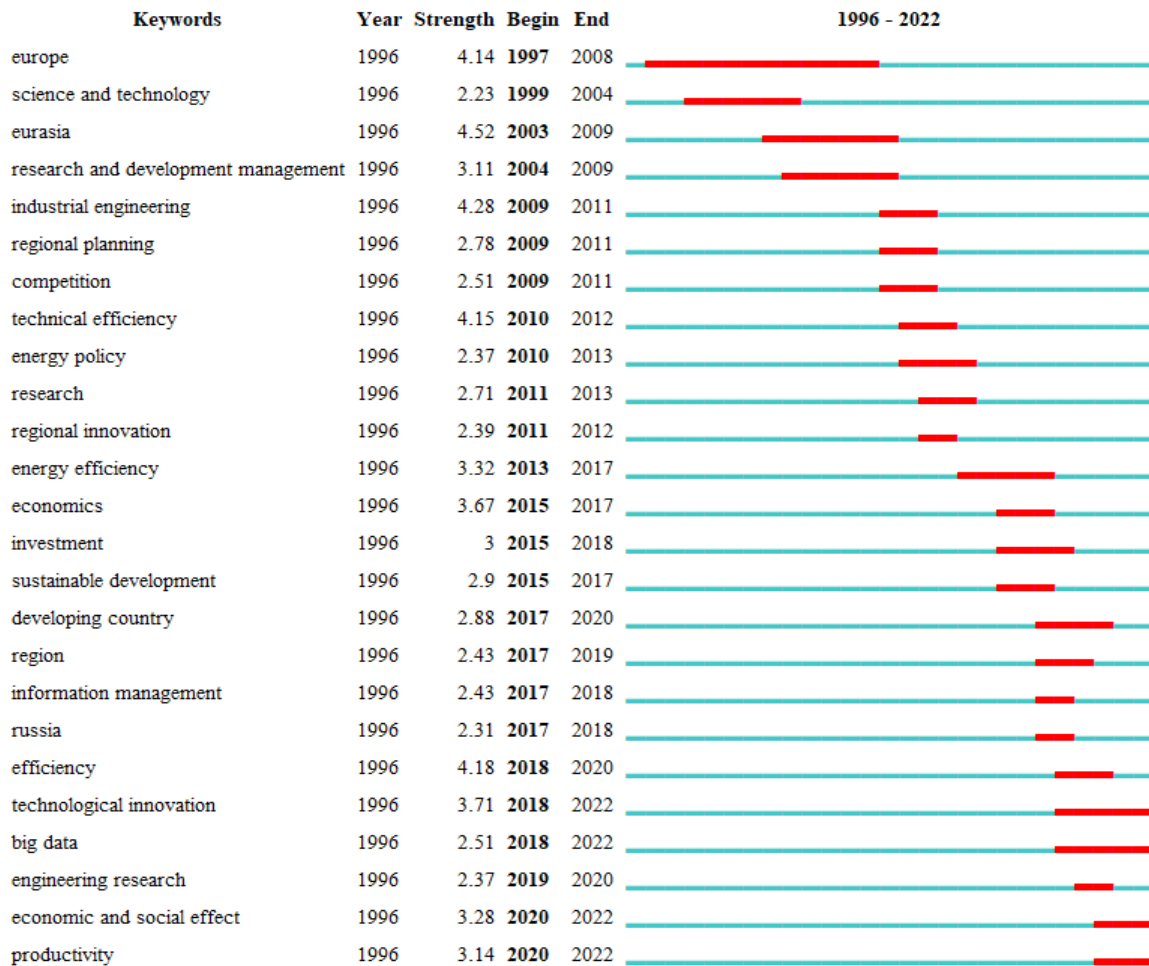 Keywords Year Strength Begin End 1996 - 2022
europe 1996 4.14 1997 2008
science and technology 1996 2.23 1999 2004
eurasia 1996 4.52 2003 2009
research and development management 1996 3.11 2004 2009
industrial engineering 1996 4.28 2009 2011
regional planning 1996 2.78 2009 2011
competition 1996 2.51 2009 2011
technical efficiency 1996 4.15 2010 2012
energy policy 1996 2.37 2010 2013
research 1996 2.71 2011 2013
regional innovation 1996 2.39 2011 2012
energy efficiency 1996 3.32 2013 2017
economics 1996 3.67 2015 2017
investment 1996 3 2015 2018
sustainable development 1996 2.9 2015 2017
developing country 1996 2.88 2017 2020
region 1996 2.43 2017 2019
information management 1996 2.43 2017 2018
russia 1996 2.31 2017 2018
efficiency 1996 4.18 2018 2020
technological innovation 1996 3.71 2018 2022
big data 1996 2.51 2018 2022
engineering research 1996 2.37 2019 2020
economic and social effect 1996 3.28 2020 2022
productivity 1996 3.14 2020 2022